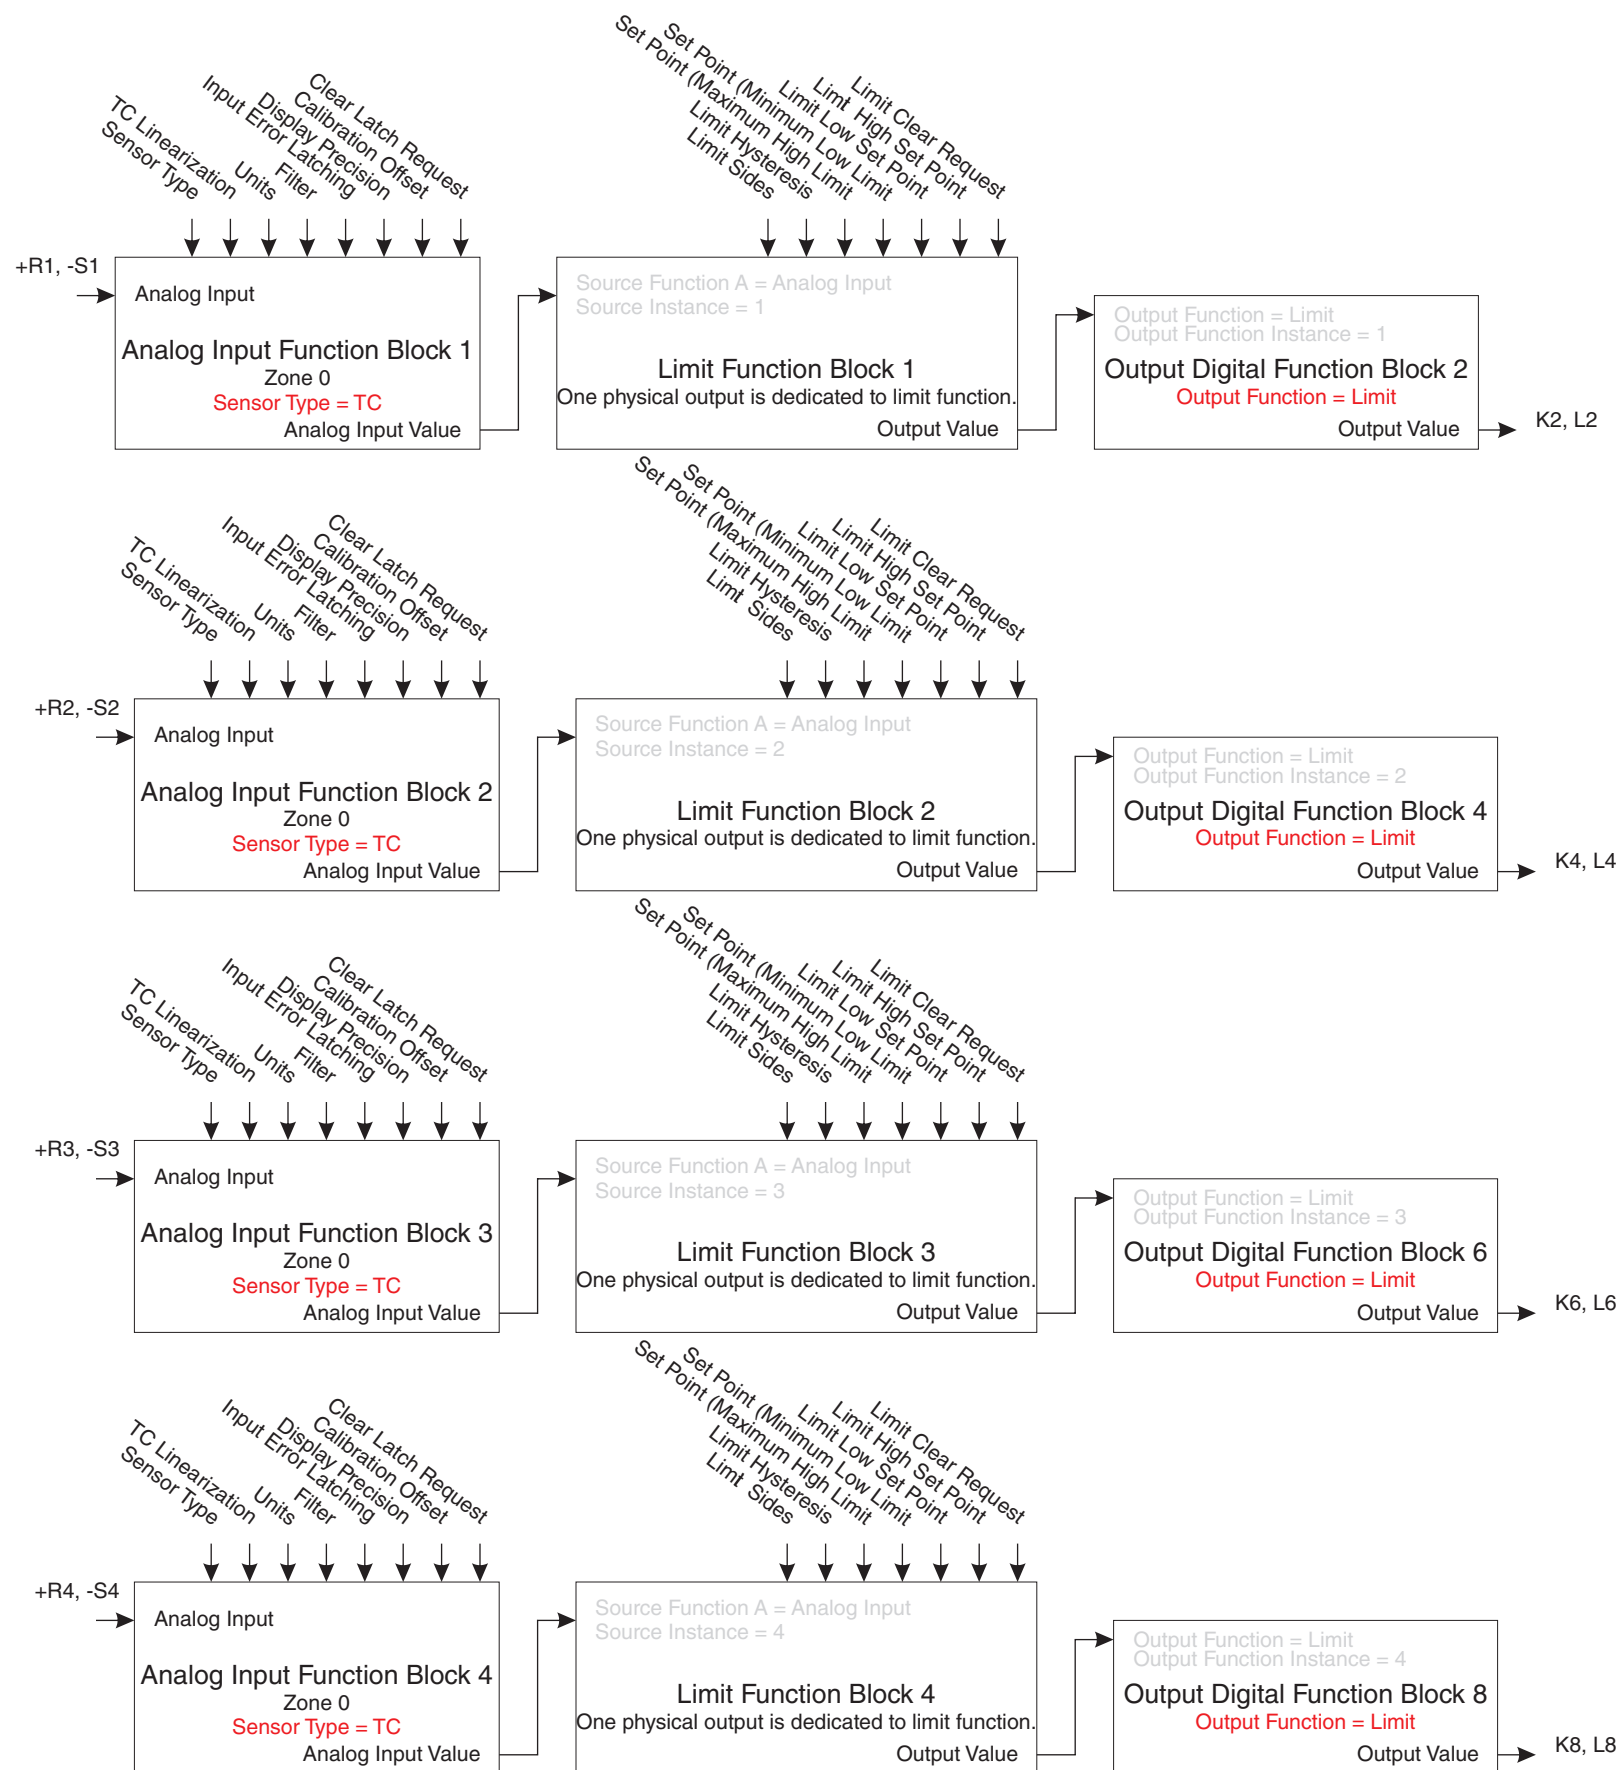 Clear Latch Request
Calibration Offset
Display Precision
Input Error Latching
Filter
Units
TC Linearization
Sensor Type
Limit Clear Request
Limt High Set Point
Limit Low Set Point
Set Point (Minimum Low Limit
Set Point (Maximum High Limit
Limit Hysteresis
Limit Sides
+R1, -S1
Analog Input
Analog Input Function Block 1
Zone 0
Sensor Type = TC
Analog Input Value
Source Function A = Analog Input
Source Instance = 1
Limit Function Block 1
One physical output is dedicated to limit function.
Output Value
Output Function = Limit
Output Function Instance = 1
Output Digital Function Block 2
Output Function = Limit
Output Value
K2, L2
Clear Latch Request
Calibration Offset
Display Precision
Input Error Latching
Filter
Units
TC Linearization
Sensor Type
Limit Clear Request
Limit High Set Point
Limit Low Set Point
Set Point (Minimum Low Limit
Set Point (Maximum High Limit
Limit Hysteresis
Limt Sides
+R2, -S2
Analog Input
Analog Input Function Block 2
Zone 0
Sensor Type = TC
Analog Input Value
Source Function A = Analog Input
Source Instance = 2
Limit Function Block 2
One physical output is dedicated to limit function.
Output Value
Output Function = Limit
Output Function Instance = 2
Output Digital Function Block 4
Output Function = Limit
Output Value
K4, L4
Clear Latch Request
Calibration Offset
Display Precision
Input Error Latching
Filter
Units
TC Linearization
Sensor Type
Limit Clear Request
Limit High Set Point
Limit Low Set Point
Set Point (Minimum Low Limit
Set Point (Maximum High Limit
Limit Hysteresis
Limit Sides
+R3, -S3
Analog Input
Analog Input Function Block 3
Zone 0
Sensor Type = TC
Analog Input Value
Source Function A = Analog Input
Source Instance = 3
Limit Function Block 3
One physical output is dedicated to limit function.
Output Value
Output Function = Limit
Output Function Instance = 3
Output Digital Function Block 6
Output Function = Limit
Output Value
K6, L6
Clear Latch Request
Calibration Offset
Display Precision
Input Error Latching
Filter
Units
TC Linearization
Sensor Type
Limit Clear Request
Limit High Set Point
Limit Low Set Point
Set Point (Minimum Low Limit
Set Point (Maximum High Limit
Limit Hysteresis
Limt Sides
+R4, -S4
Analog Input
Analog Input Function Block 4
Zone 0
Sensor Type = TC
Analog Input Value
Source Function A = Analog Input
Source Instance = 4
Limit Function Block 4
One physical output is dedicated to limit function.
Output Value
Output Function = Limit
Output Function Instance = 4
Output Digital Function Block 8
Output Function = Limit
Output Value
K8, L8